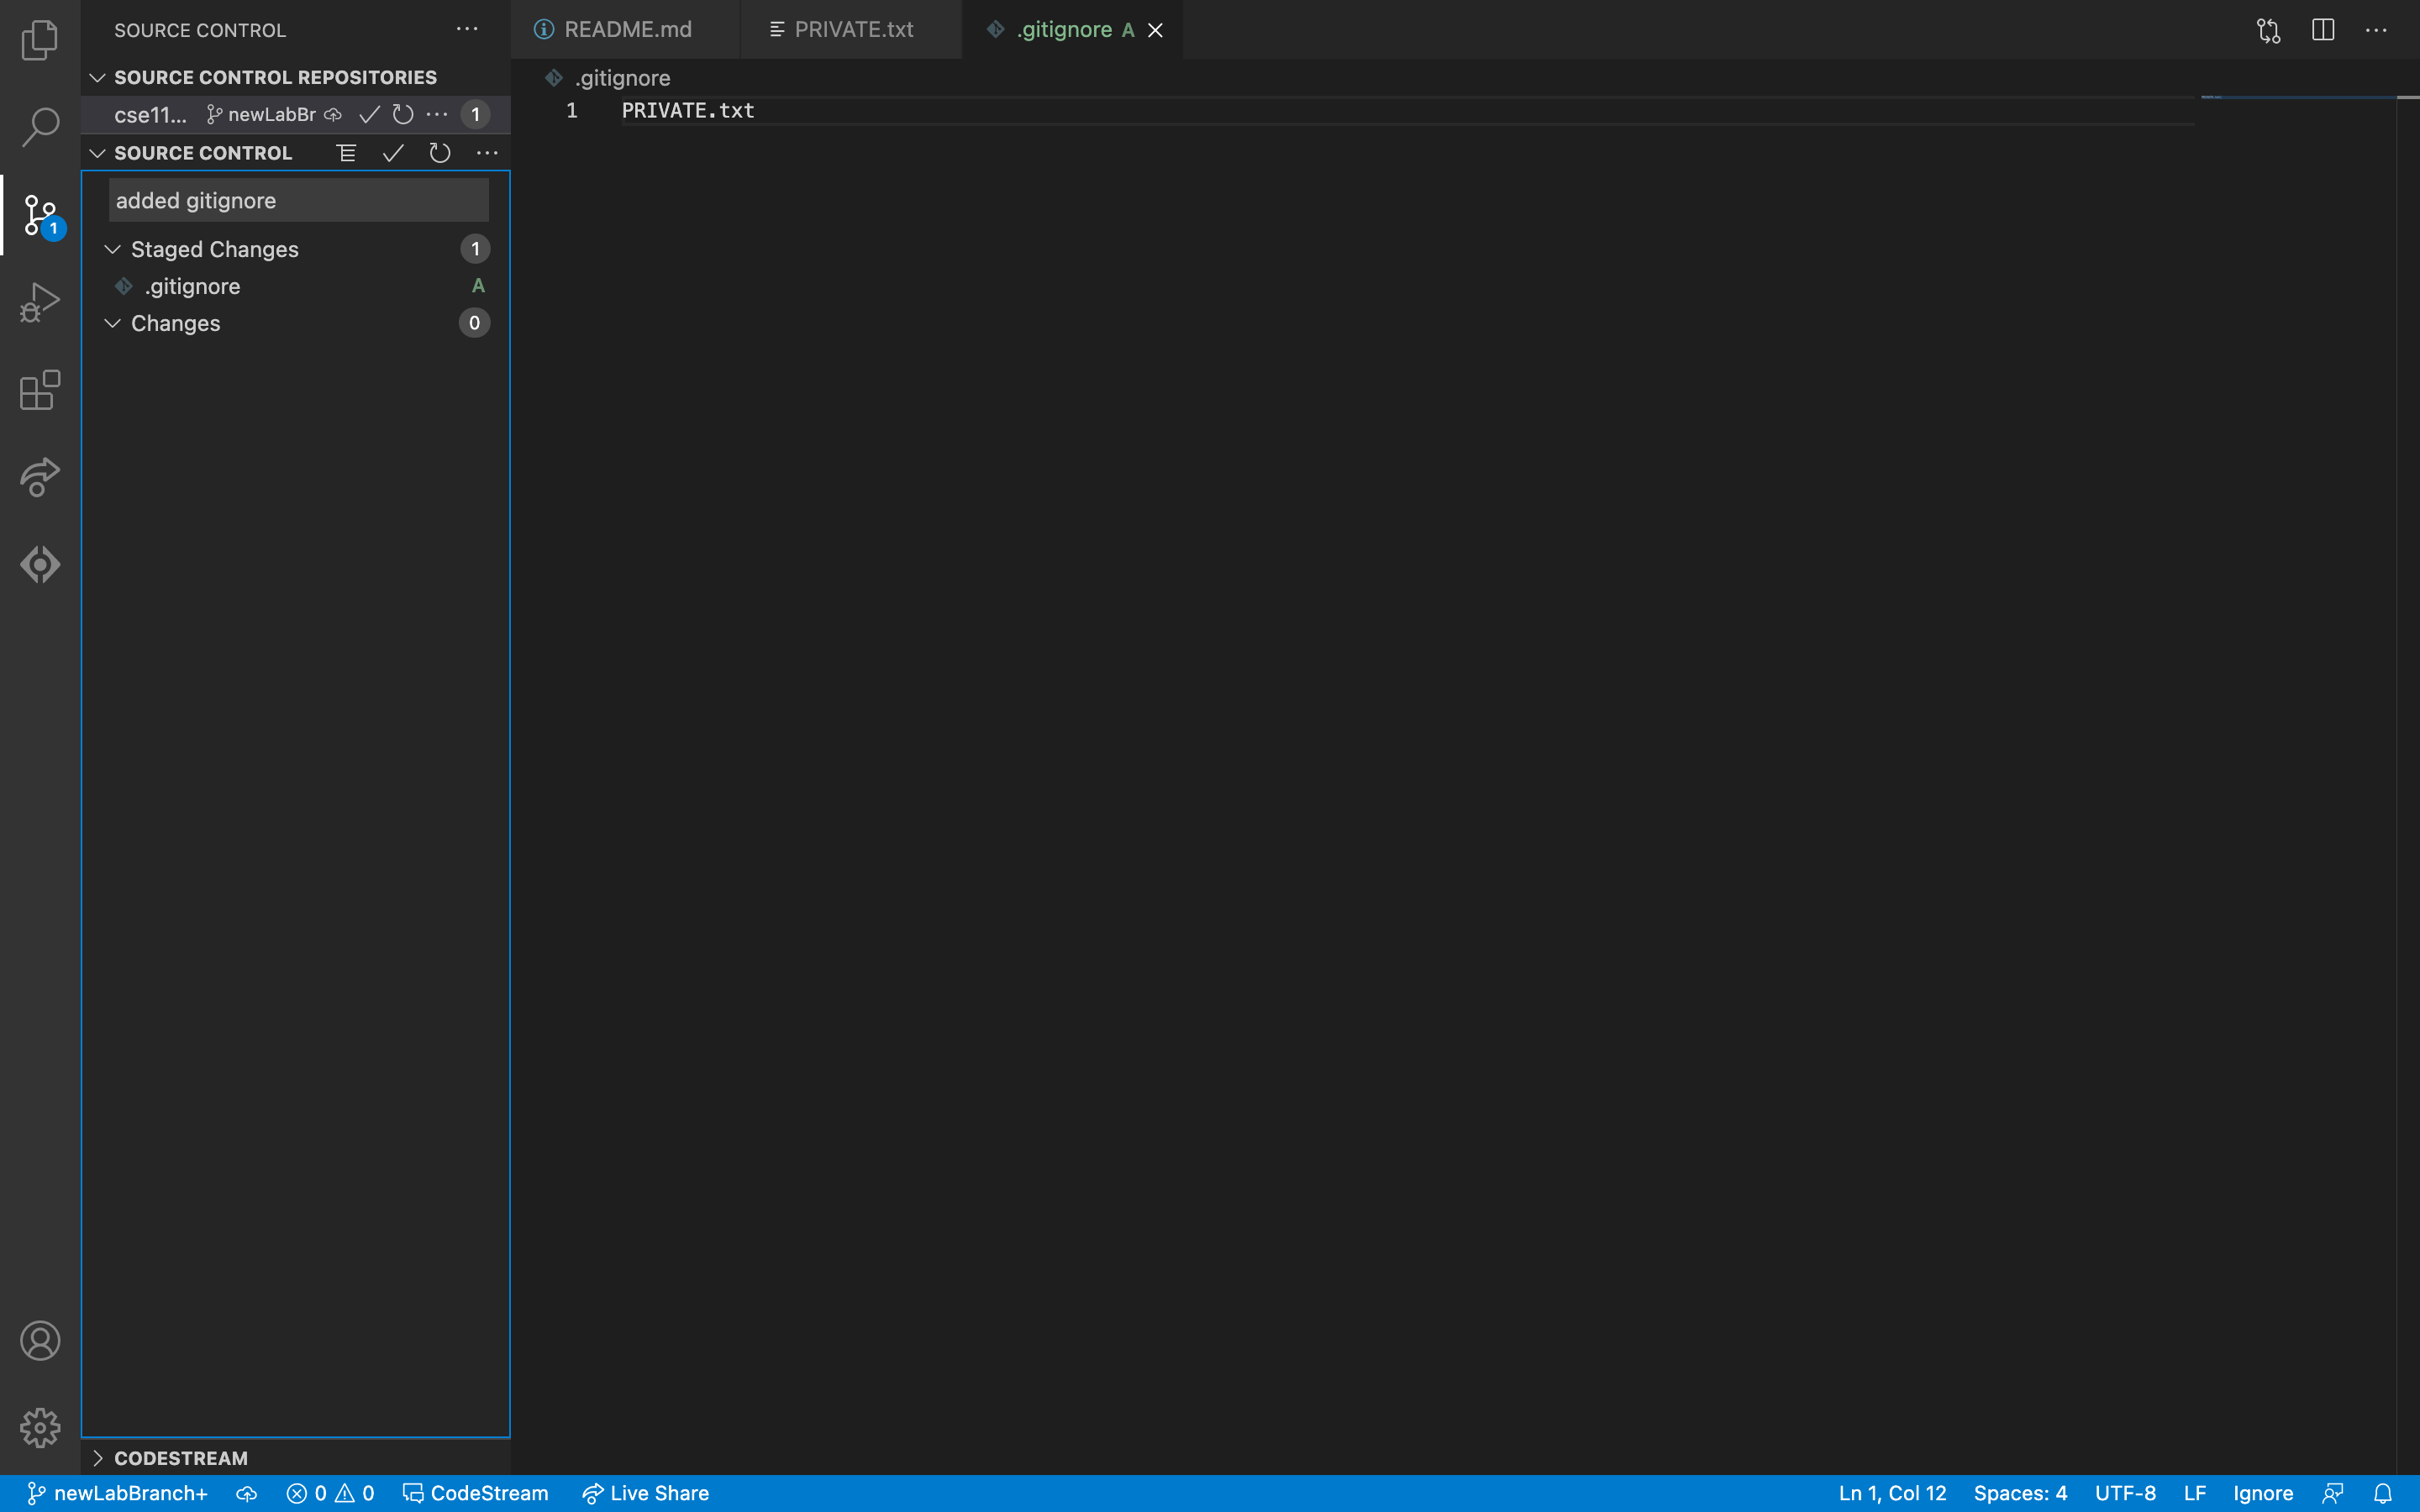 SOURCE CONTROL
SOURCE CONTROL REPOSITORIES
cse11... newLabBr 1
SOURCE CONTROL
added gitignore
Staged Changes 1
.gitignore A
Changes 0
1
CODESTREAM
README.md
PRIVATE.txt
.gitignore A
.gitignore
1 PRIVATE.txt
newLabBranch+ 0 0 CodeStream Live Share
Ln 1, Col 12 Spaces: 4 UTF-8 LF Ignore